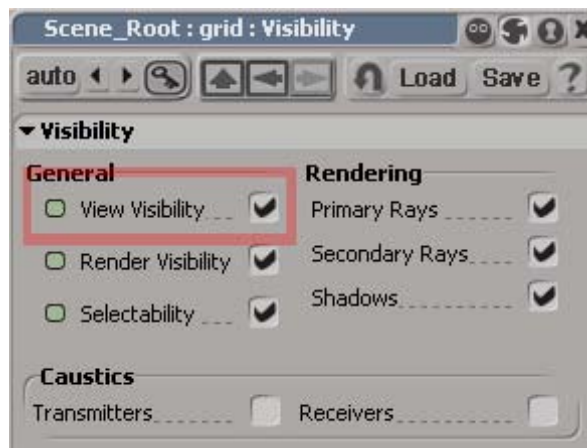 Scene_Root : grid : Visibility
auto Load Save ?
Visibility
General Rendering
View Visibility Primary Rays
Render Visibility Secondary Rays
Selectability Shadows
Caustics
Transmitters Receivers